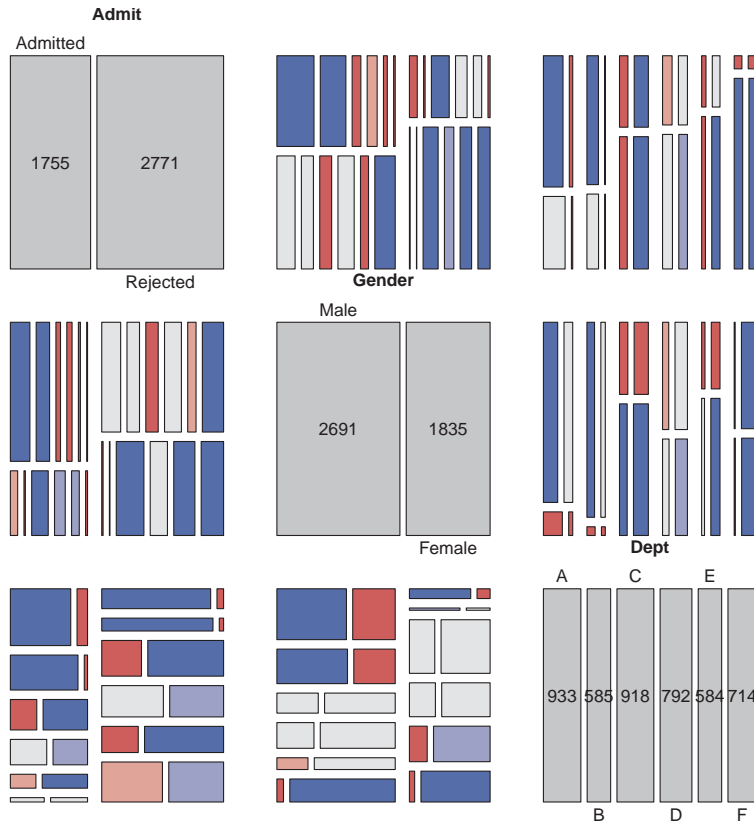 Admit
Admitted
1755 2771
Rejected
Gender
Male
2691 1835
Female
Dept
A C E
933 585 918 792 584 714
B D F